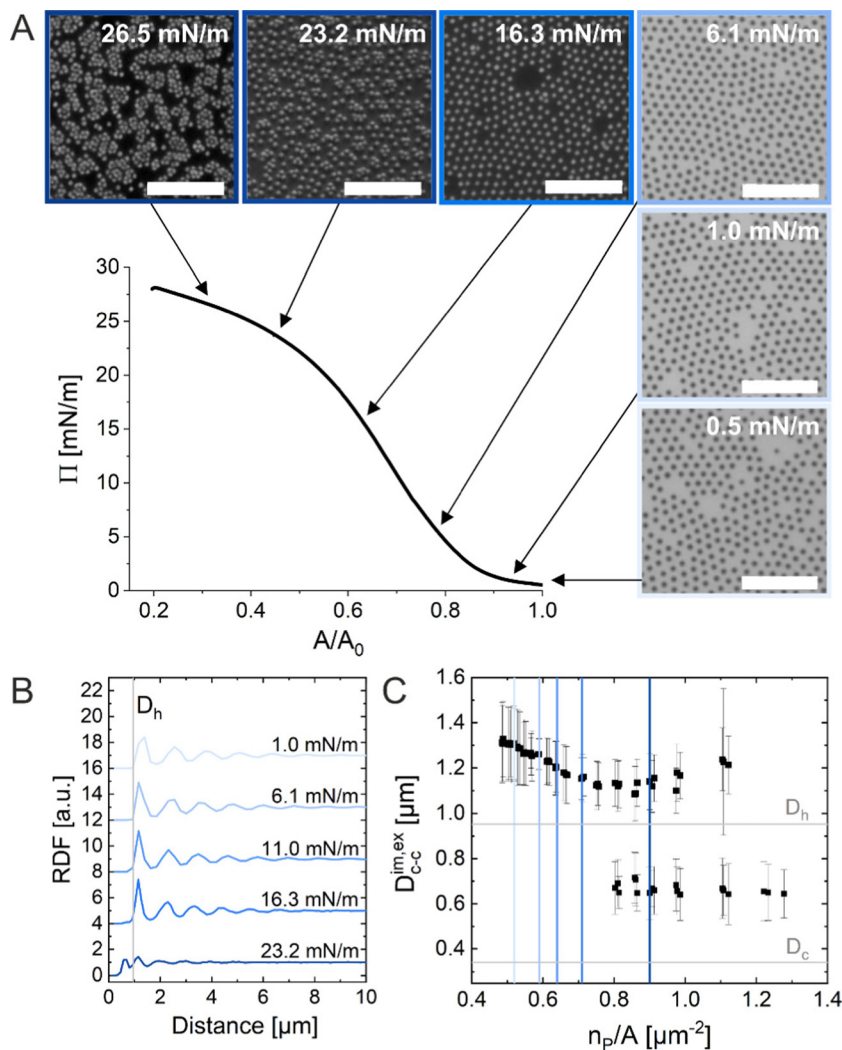 A
26.5 mN/m
23.2 mN/m
16.3 mN/m
6.1 mN/m
1.0 mN/m
0.5 mN/m
30
25
20
15
10
5
0
Π [mN/m]
0.2 0.4 0.6 0.8 1.0
A/A₀
B
Dₕ
22
20
18
16
14
12
10
8
6
4
2
0
RDF [a.u.]
1.0 mN/m
6.1 mN/m
11.0 mN/m
16.3 mN/m
23.2 mN/m
0 2 4 6 8 10
Distance [µm]
C
1.6
1.4
1.2
1.0
0.8
0.6
0.4
D_c-c^im,ex [µm]
Dₕ
D_c
0.4 0.6 0.8 1.0 1.2 1.4
n_P/A [µm⁻²]